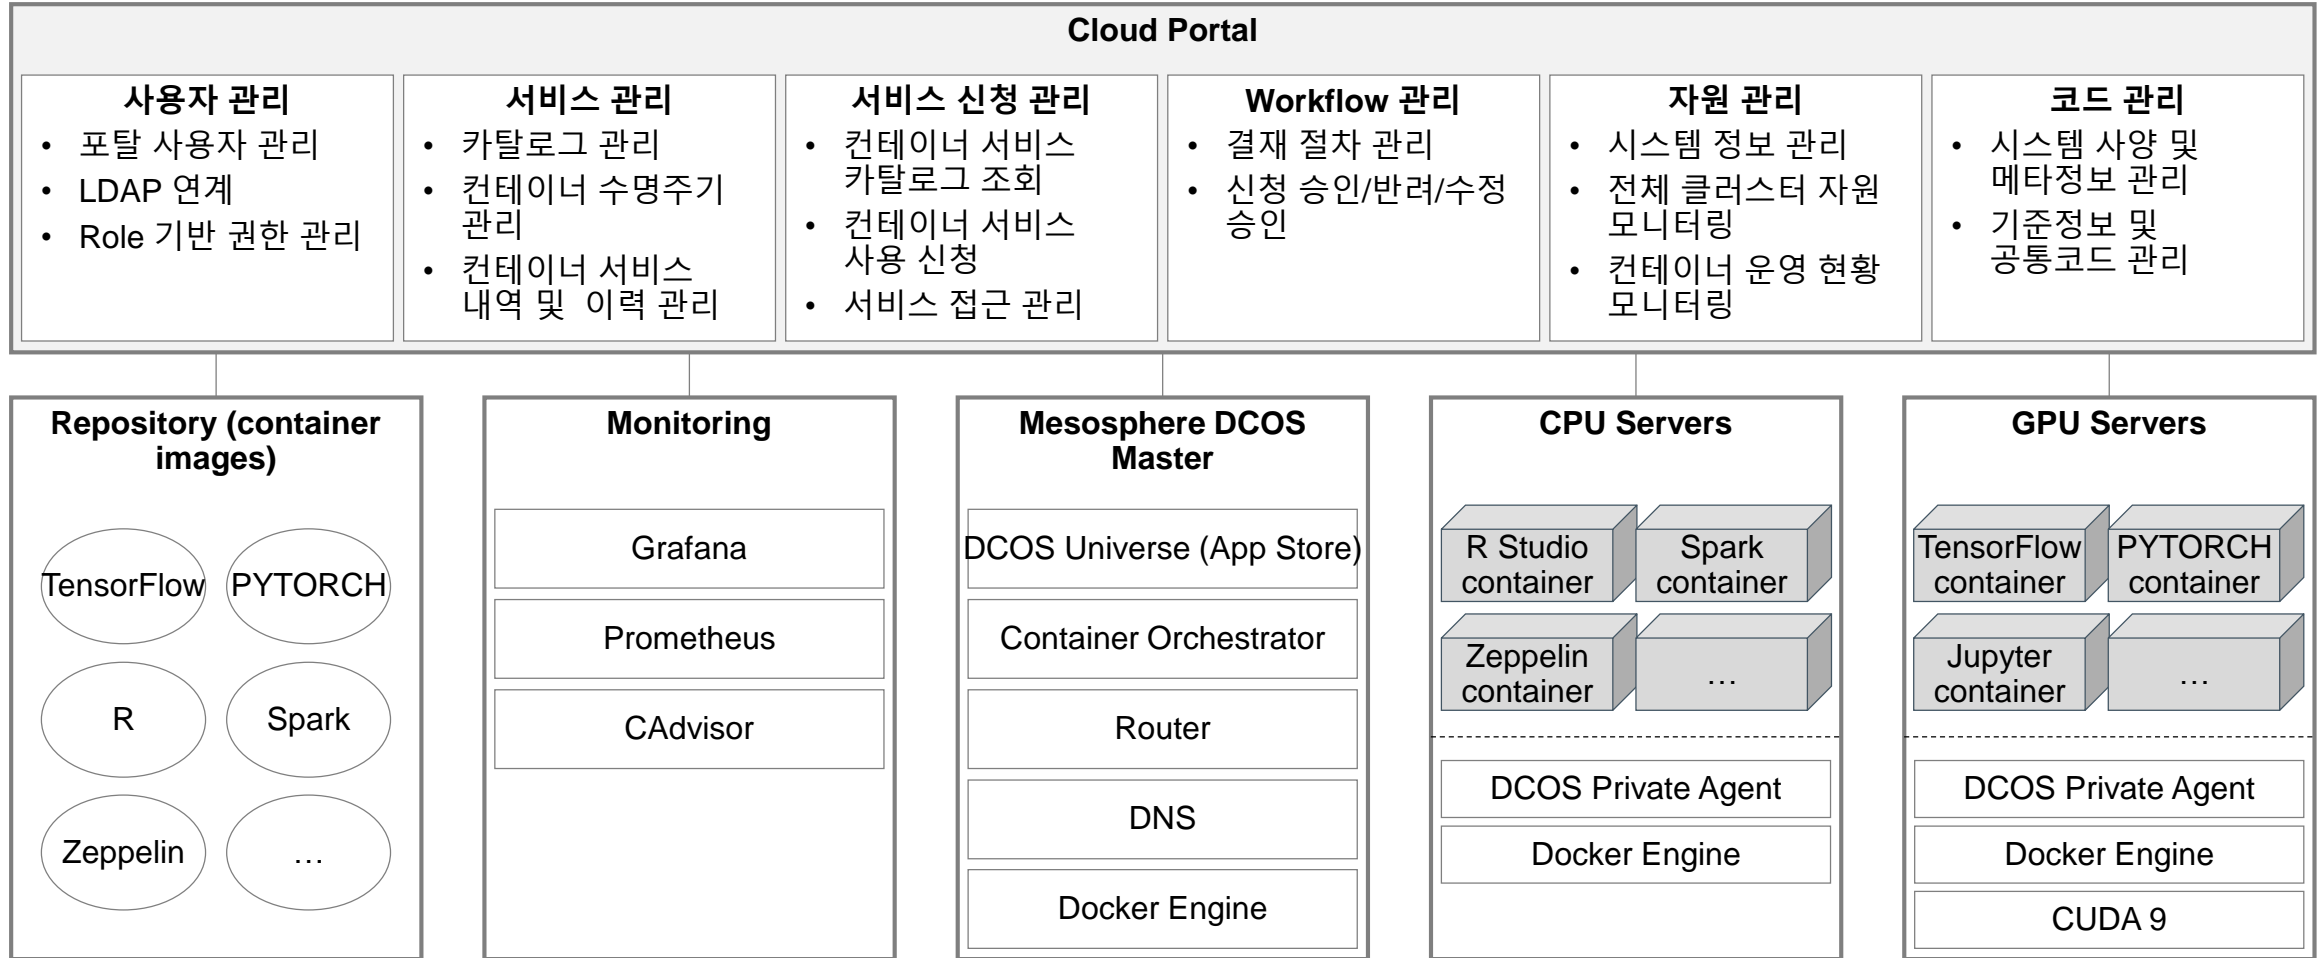 Cloud Portal
사용자 관리
• 포탈 사용자 관리
• LDAP 연계
• Role 기반 권한 관리
서비스 관리
• 카탈로그 관리
• 컨테이너 수명주기
관리
• 컨테이너 서비스
내역 및  이력 관리
서비스 신청 관리
• 컨테이너 서비스
카탈로그 조회
• 컨테이너 서비스
사용 신청
• 서비스 접근 관리
Workflow 관리
• 결재 절차 관리
• 신청 승인/반려/수정
승인
자원 관리
• 시스템 정보 관리
• 전체 클러스터 자원
모니터링
• 컨테이너 운영 현황
모니터링
코드 관리
• 시스템 사양 및
메타정보 관리
• 기준정보 및
공통코드 관리
Repository (container
images)
TensorFlow
PYTORCH
R
Spark
Zeppelin
…
Monitoring
Grafana
Prometheus
CAdvisor
Mesosphere DCOS
Master
DCOS Universe (App Store)
Container Orchestrator
Router
DNS
Docker Engine
CPU Servers
R Studio
container
Spark
container
Zeppelin
container
…
DCOS Private Agent
Docker Engine
GPU Servers
TensorFlow
container
PYTORCH
container
Jupyter
container
…
DCOS Private Agent
Docker Engine
CUDA 9